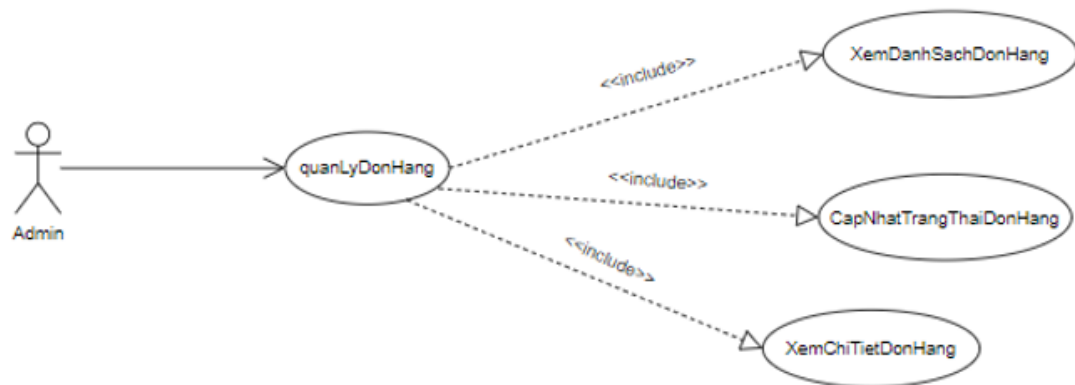 XemDanhSachDonHang
<<include>>
quanLyDonHang
<<include>>
CapNhatTrangThaiDonHang
Admin
<<include>>
XemChiTietDonHang